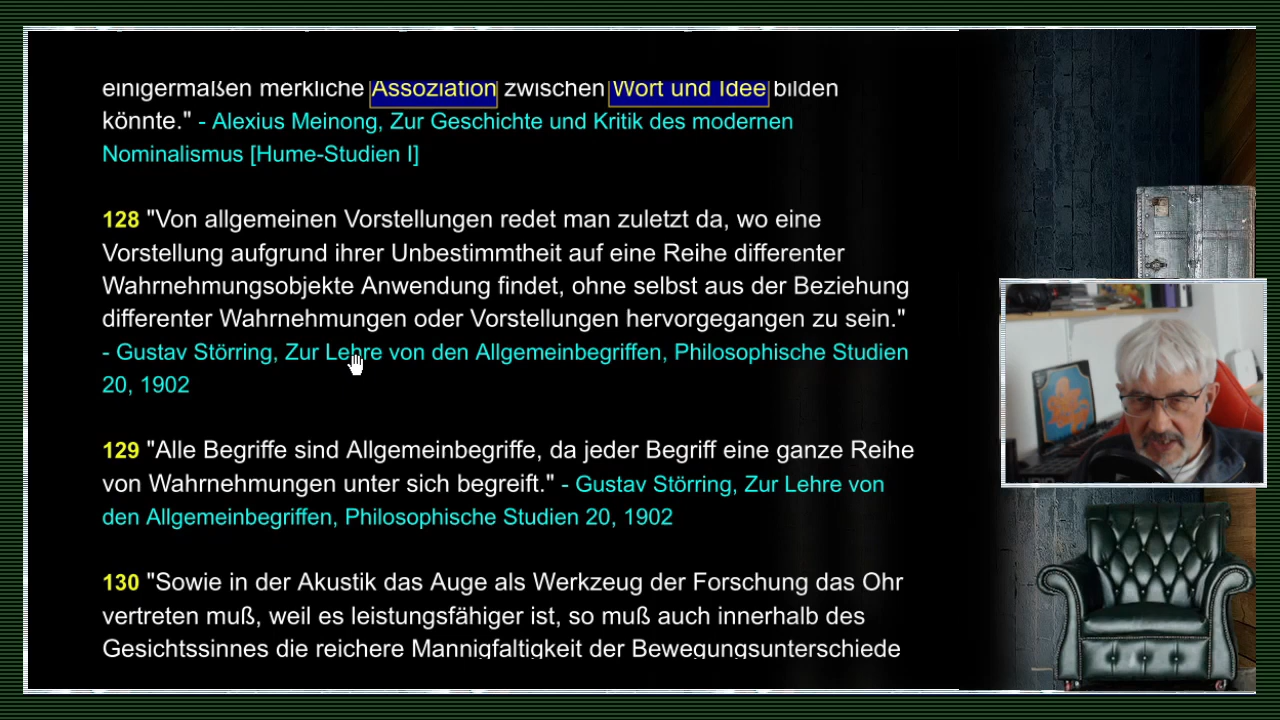 einigermaßen merkliche Assoziation zwischen Wort und Idee bilden
könnte." - Alexius Meinong, Zur Geschichte und Kritik des modernen
Nominalismus [Hume-Studien I]
128 "Von allgemeinen Vorstellungen redet man zuletzt da, wo eine
Vorstellung aufgrund ihrer Unbestimmtheit auf eine Reihe differenter
Wahrnehmungsobjekte Anwendung findet, ohne selbst aus der Beziehung
differenter Wahrnehmungen oder Vorstellungen hervorgegangen zu sein."
- Gustav Störring, Zur Lehre von den Allgemeinbegriffen, Philosophische Studien
20, 1902
129 "Alle Begriffe sind Allgemeinbegriffe, da jeder Begriff eine ganze Reihe
von Wahrnehmungen unter sich begreift." - Gustav Störring, Zur Lehre von
den Allgemeinbegriffen, Philosophische Studien 20, 1902
130 "Sowie in der Akustik das Auge als Werkzeug der Forschung das Ohr
vertreten muß, weil es leistungsfähiger ist, so muß auch innerhalb des
Gesichtssinnes die reichere Mannigfaltigkeit der Bewegungsunterschiede